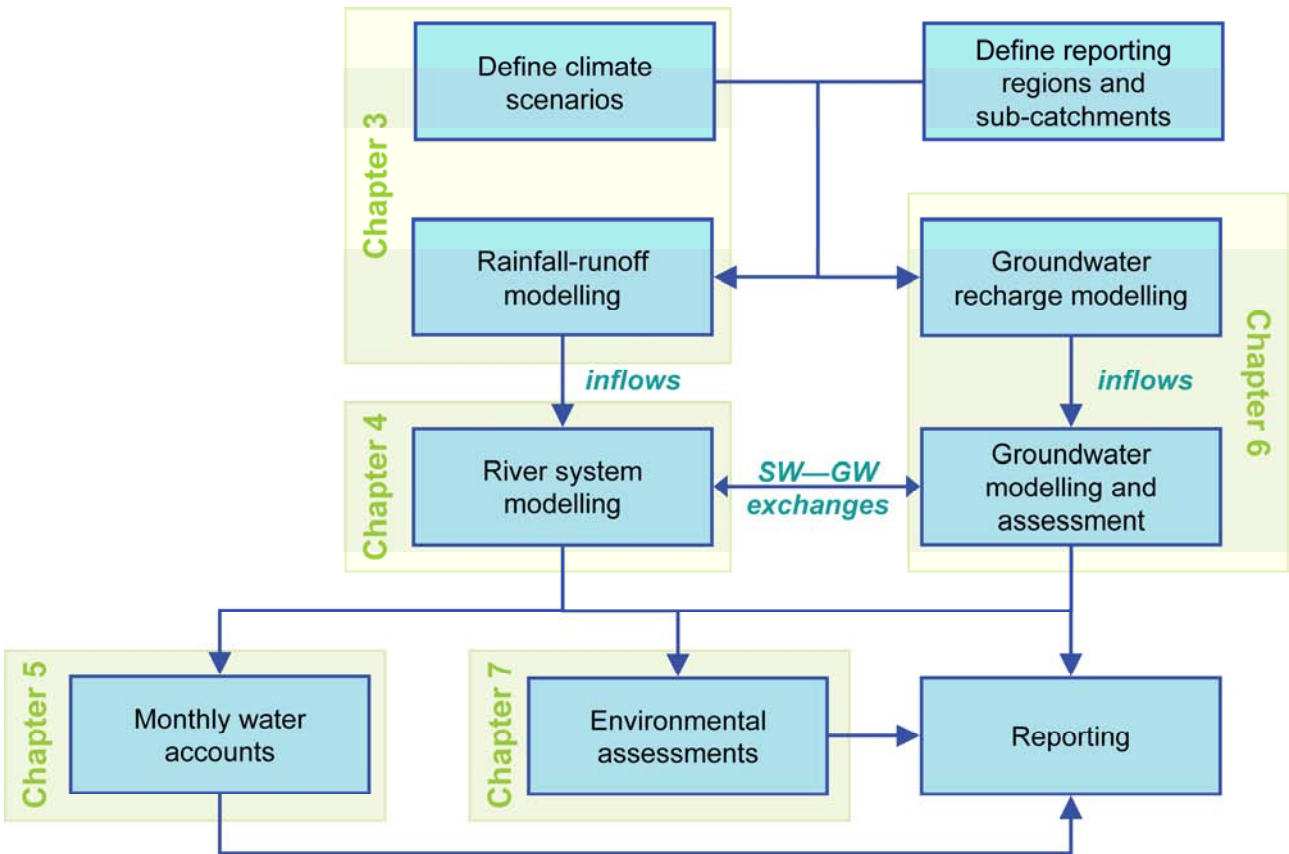 Chapter 3
Define climate
scenarios
Define reporting
regions and
sub-catchments
Rainfall-runoff
modelling
Groundwater
recharge modelling
Chapter 6
inflows
inflows
Chapter 4
River system
modelling
SW—GW
exchanges
Groundwater
modelling and
assessment
Chapter 5
Monthly water
accounts
Chapter 7
Environmental
assessments
Reporting